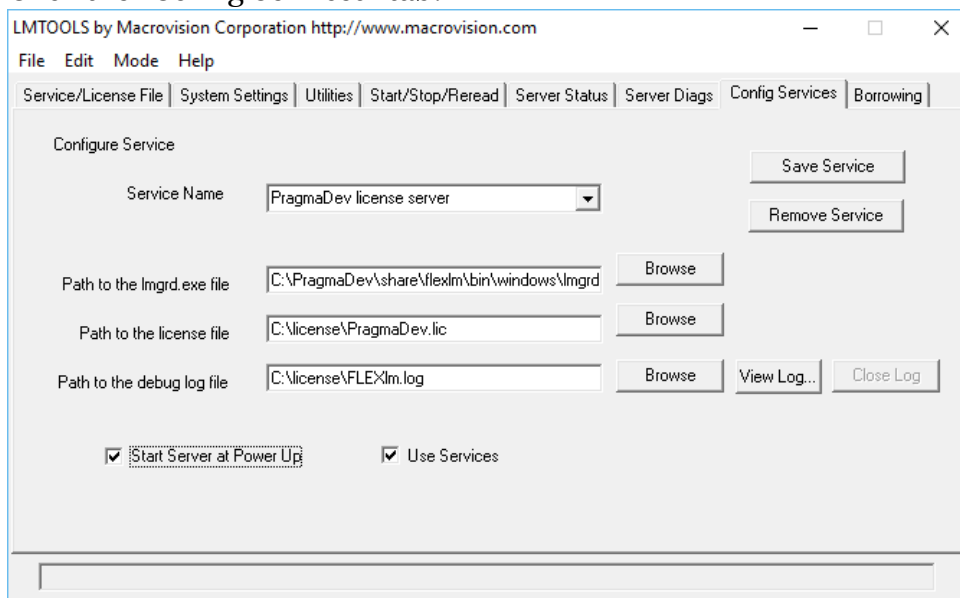 LMTOOLS by Macrovision Corporation http://www.macrovision.com
File Edit Mode Help
Service/License File System Settings Utilities Start/Stop/Reread Server Status Server Diags Config Services Borrowing
Configure Service
Save Service
Service Name PragmaDev license server
Remove Service
Path to the lmgrd.exe file C:\PragmaDev\share\flexlm\bin\windows\lmgrd Browse
Path to the license file C:\license\PragmaDev.lic Browse
Path to the debug log file C:\license\FLEXlm.log Browse View Log... Close Log
Start Server at Power Up Use Services